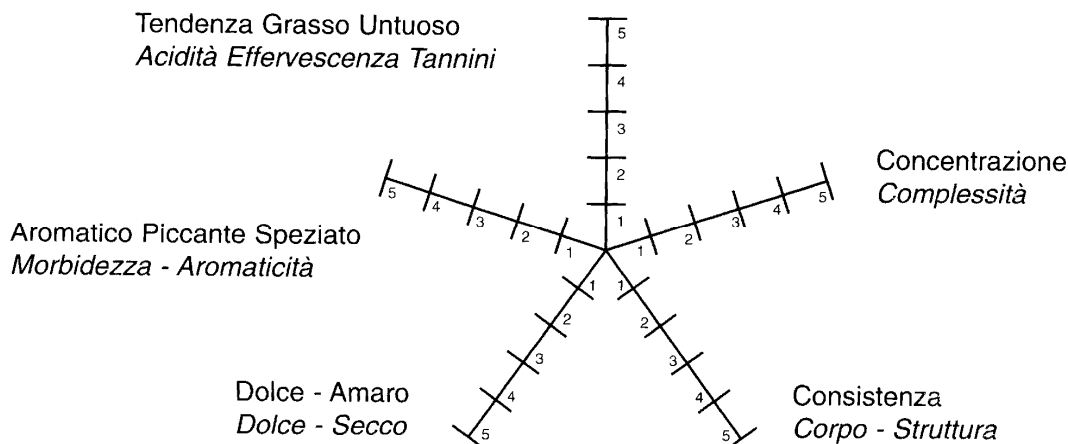 Tendenza Grasso Untuoso
Acidità Effervescenza Tannini
5
4
3
2
1
Concentrazione
Complessità
1
2
3
4
5
Aromatico Piccante Speziato
Morbidezza - Aromaticità
5
4
3
2
1
Dolce - Amaro
Dolce - Secco
1
2
3
4
5
Consistenza
Corpo - Struttura
1
2
3
4
5